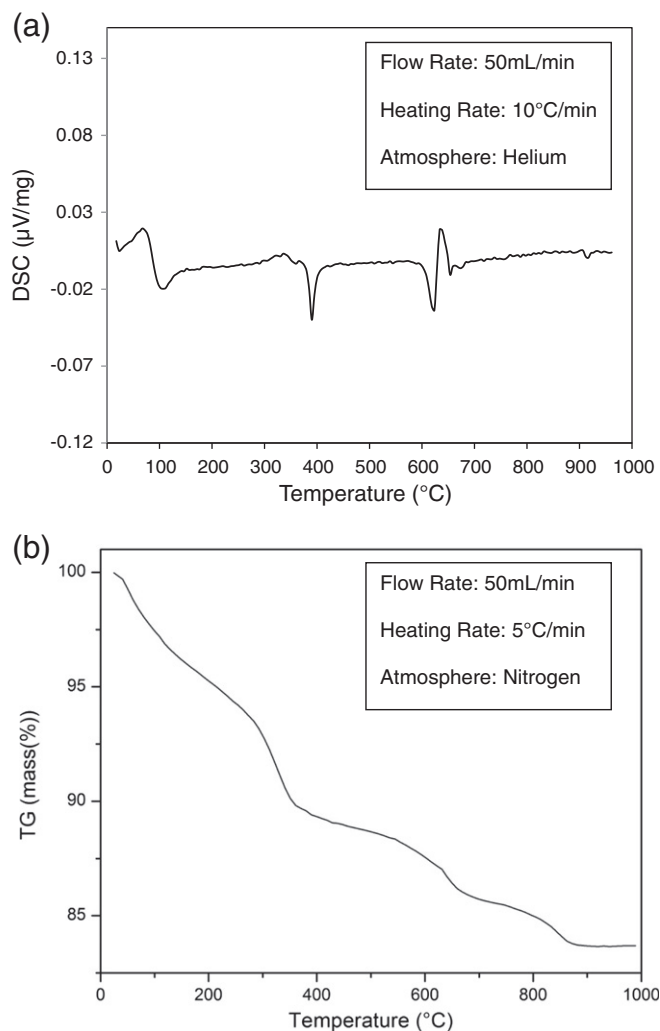 (a)
0.13
0.08
0.03
-0.02
-0.07
-0.12
DSC (µV/mg)
Flow Rate: 50mL/min
Heating Rate: 10°C/min
Atmosphere: Helium
0 100 200 300 400 500 600 700 800 900 1000
Temperature (°C)
(b)
100
95
90
85
TG (mass(%))
Flow Rate: 50mL/min
Heating Rate: 5°C/min
Atmosphere: Nitrogen
0 200 400 600 800 1000
Temperature (°C)